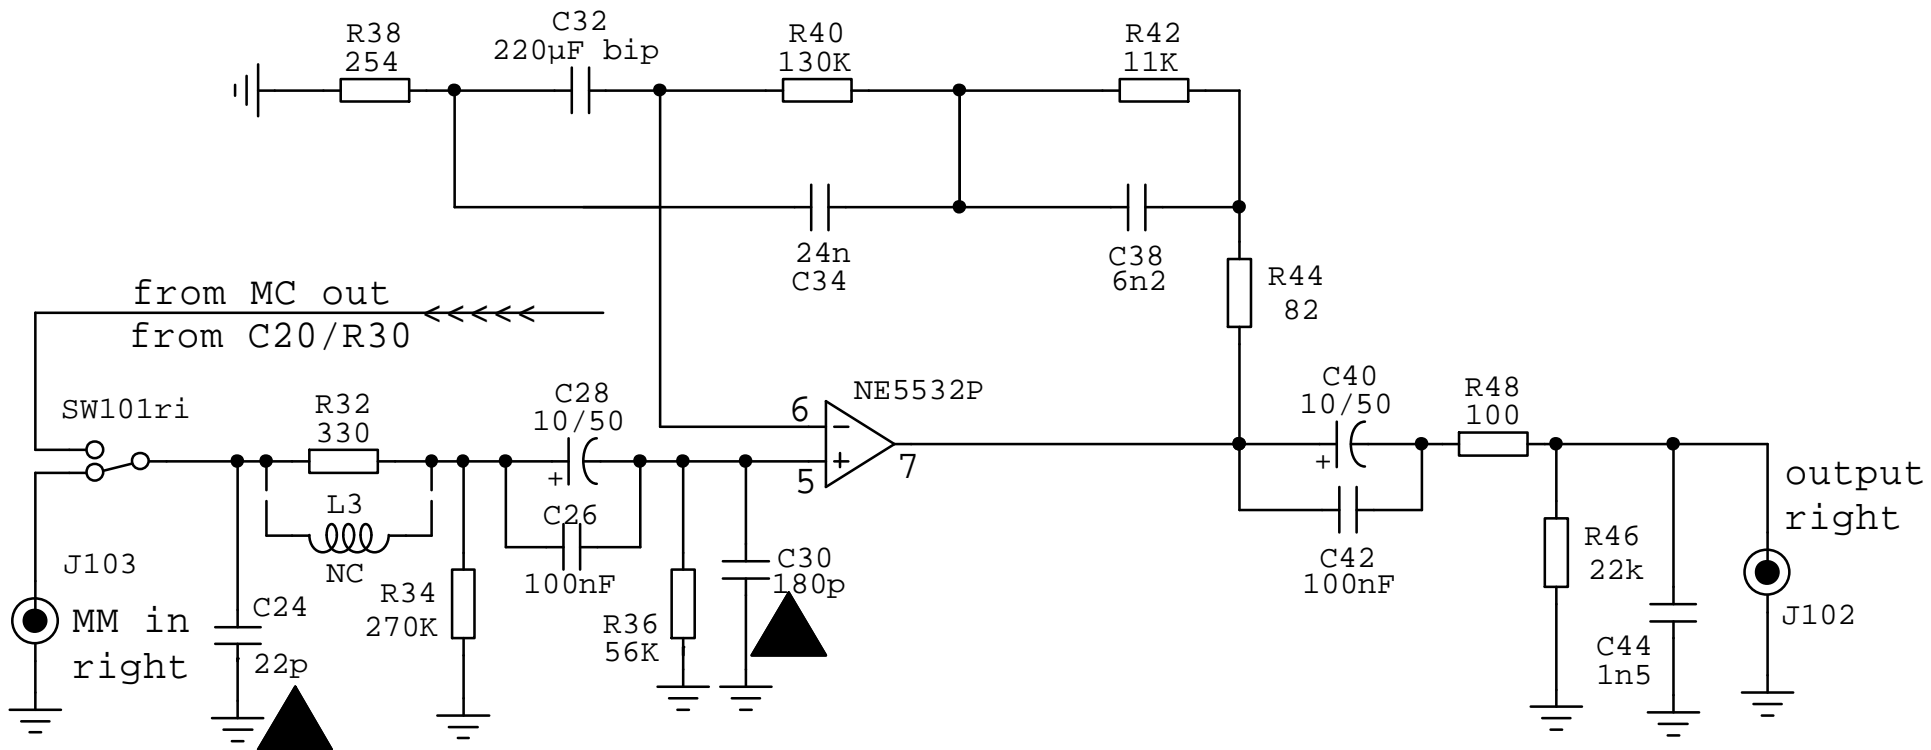 R38
254
C32
220µF bip
R40
130K
R42
11K
24n
C34
C38
6n2
R44
82
from MC out
from C20/R30
SW101ri
R32
330
L3
NC
C28
10/50
+
C26
100nF
NE5532P
6
−
+
5
7
C40
10/50
+
C42
100nF
R48
100
output
right
J103
MM in
right
C24
22p
R34
270K
R36
56K
C30
180p
R46
22k
C44
1n5
J102